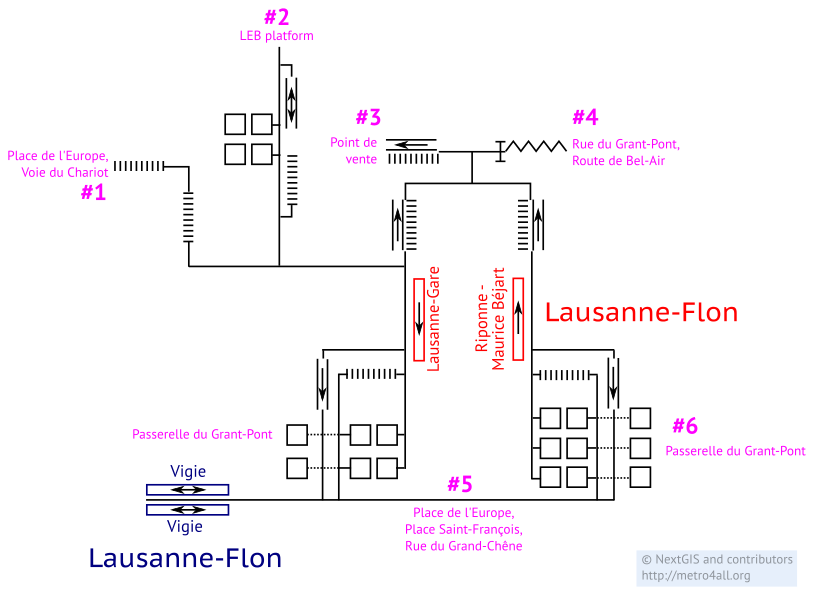 #2
LEB platform
#3
Point de
vente
#4
Rue du Grant-Pont,
Route de Bel-Air
Place de l'Europe,
Voie du Chariot
#1
Lausanne-Gare
Riponne -
Maurice Béjart
Lausanne-Flon
Passerelle du Grant-Pont
#6
Passerelle du Grant-Pont
Vigie
Vigie
#5
Place de l'Europe,
Place Saint-François,
Rue du Grand-Chêne
Lausanne-Flon
© NextGIS and contributors
http://metro4all.org